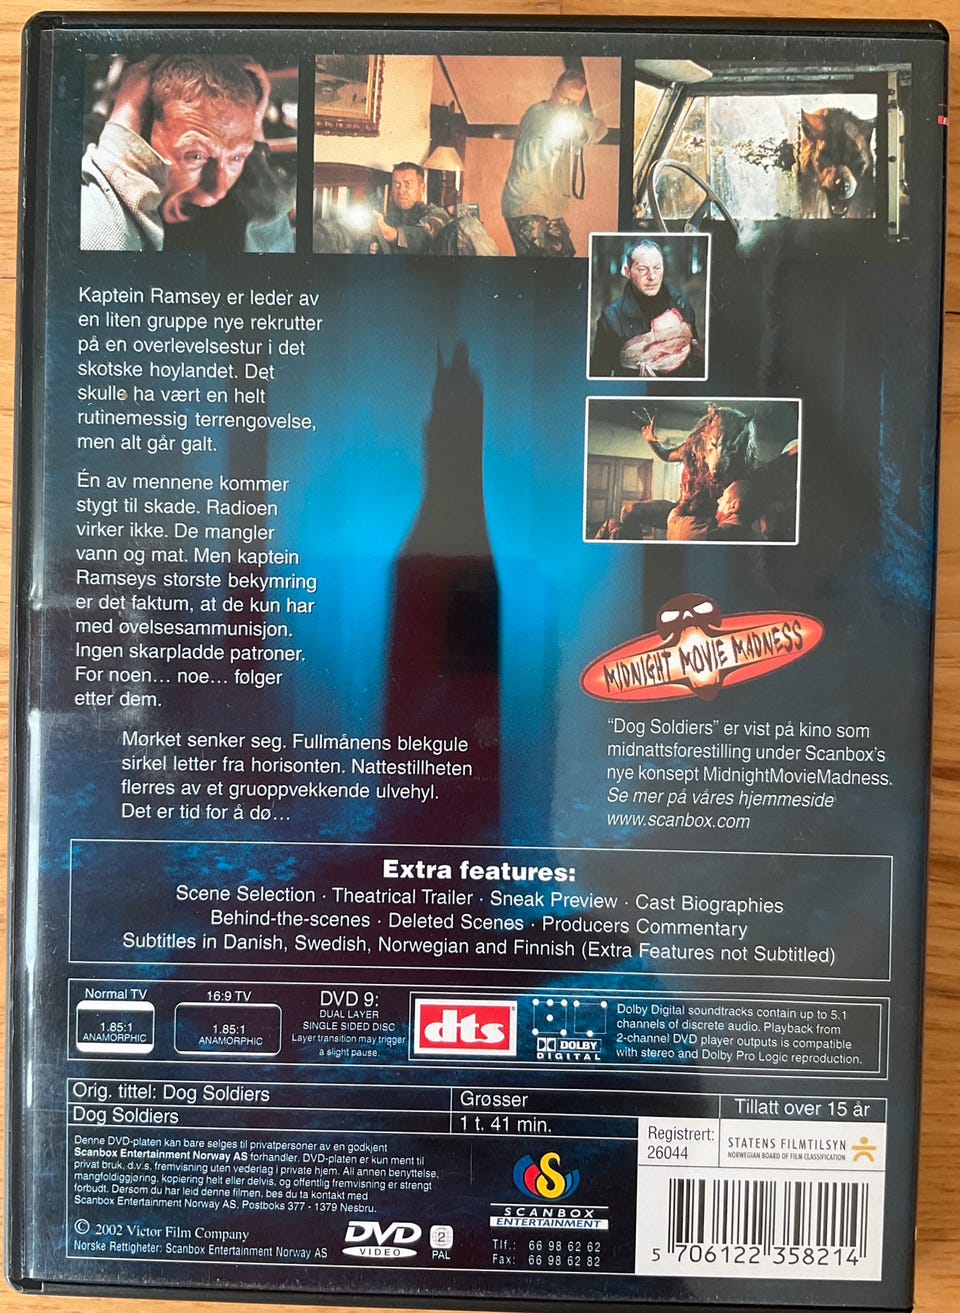 Kaptein Ramsey er leder av
en liten gruppe nye rekrutter
på en overlevelsestur i det
skotske høylandet. Det
skulle ha vært en helt
rutinemessig terrengøvelse,
men alt går galt.
Én av mennene kommer
stygt til skade. Radioen
virker ikke. De mangler
vann og mat. Men kaptein
Ramseys største bekymring
er det faktum, at de kun har
med øvelsesammunisjon.
Ingen skarpladde patroner.
For noen... noe... følger
etter dem.
Mørket senker seg. Fullmånens blekgule
sirkel letter fra horisonten. Nattestillheten
flerres av et gruoppvekkende ulvehyl.
Det er tid for å dø...
MIDNIGHT MOVIE MADNESS
"Dog Soldiers" er vist på kino som
midnattsforestilling under Scanbox's
nye konsept MidnightMovieMadness.
Se mer på våres hjemmeside
www.scanbox.com
Extra features:
Scene Selection · Theatrical Trailer · Sneak Preview · Cast Biographies
Behind-the-scenes · Deleted Scenes · Producers Commentary
Subtitles in Danish, Swedish, Norwegian and Finnish (Extra Features not Subtitled)
Normal TV
1.85:1
ANAMORPHIC
16:9 TV
1.85:1
ANAMORPHIC
DVD 9:
DUAL LAYER
SINGLE SIDED DISC
Layer transition may trigger
a slight pause.
dts
DOLBY
DIGITAL
Dolby Digital soundtracks contain up to 5.1
channels of discrete audio. Playback from
2-channel DVD player outputs is compatible
with stereo and Dolby Pro Logic reproduction.
Orig. tittel: Dog Soldiers
Dog Soldiers
Grøsser
1 t. 41 min.
Tillatt over 15 år
Denne DVD-platen kan bare selges til privatpersoner av en godkjent
Scanbox Entertainment Norway AS forhandler. DVD-platen er kun ment til
privat bruk, d.v.s, fremvisning uten vederlag i private hjem. All annen benyttelse,
mangfoldiggjøring, kopiering helt eller delvis, og offentlig fremvisning er strengt
forbudt. Dersom du har leid denne filmen, bes du ta kontakt med
Scanbox Entertainment Norway AS, Postboks 377 - 1379 Nesbru.
© 2002 Victor Film Company
Norske Rettigheter: Scanbox Entertainment Norway AS
DVD
VIDEO
2
PAL
S
SCANBOX
ENTERTAINMENT
Tlf.: 66 98 62 62
Fax: 66 98 62 82
Registrert:
26044
STATENS FILMTILSYN
NORWEGIAN BOARD OF FILM CLASSIFICATION
5 706122 358214